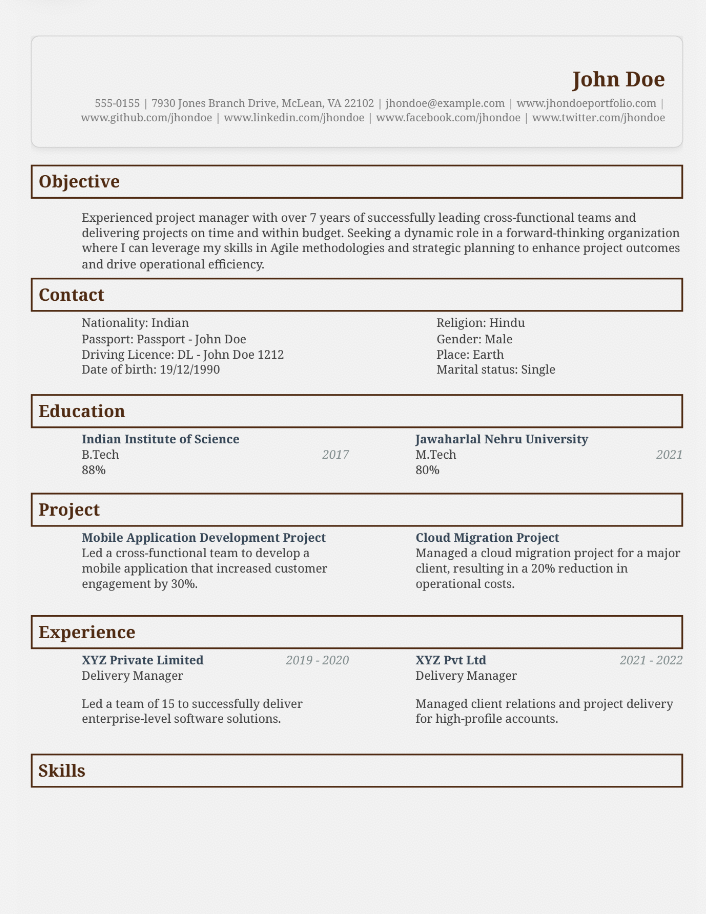 John Doe
555-0155 | 7930 Jones Branch Drive, McLean, VA 22102 | jhondoe@example.com | www.jhondoeportfolio.com |
www.github.com/jhondoe | www.linkedin.com/jhondoe | www.facebook.com/jhondoe | www.twitter.com/jhondoe
Objective
Experienced project manager with over 7 years of successfully leading cross-functional teams and
delivering projects on time and within budget. Seeking a dynamic role in a forward-thinking organization
where I can leverage my skills in Agile methodologies and strategic planning to enhance project outcomes
and drive operational efficiency.
Contact
Nationality: Indian
Passport: Passport - John Doe
Driving Licence: DL - John Doe 1212
Date of birth: 19/12/1990
Religion: Hindu
Gender: Male
Place: Earth
Marital status: Single
Education
Indian Institute of Science
B.Tech 2017
88%
Jawaharlal Nehru University
M.Tech 2021
80%
Project
Mobile Application Development Project
Led a cross-functional team to develop a
mobile application that increased customer
engagement by 30%.
Cloud Migration Project
Managed a cloud migration project for a major
client, resulting in a 20% reduction in
operational costs.
Experience
XYZ Private Limited 2019 - 2020
Delivery Manager
Led a team of 15 to successfully deliver
enterprise-level software solutions.
XYZ Pvt Ltd 2021 - 2022
Delivery Manager
Managed client relations and project delivery
for high-profile accounts.
Skills